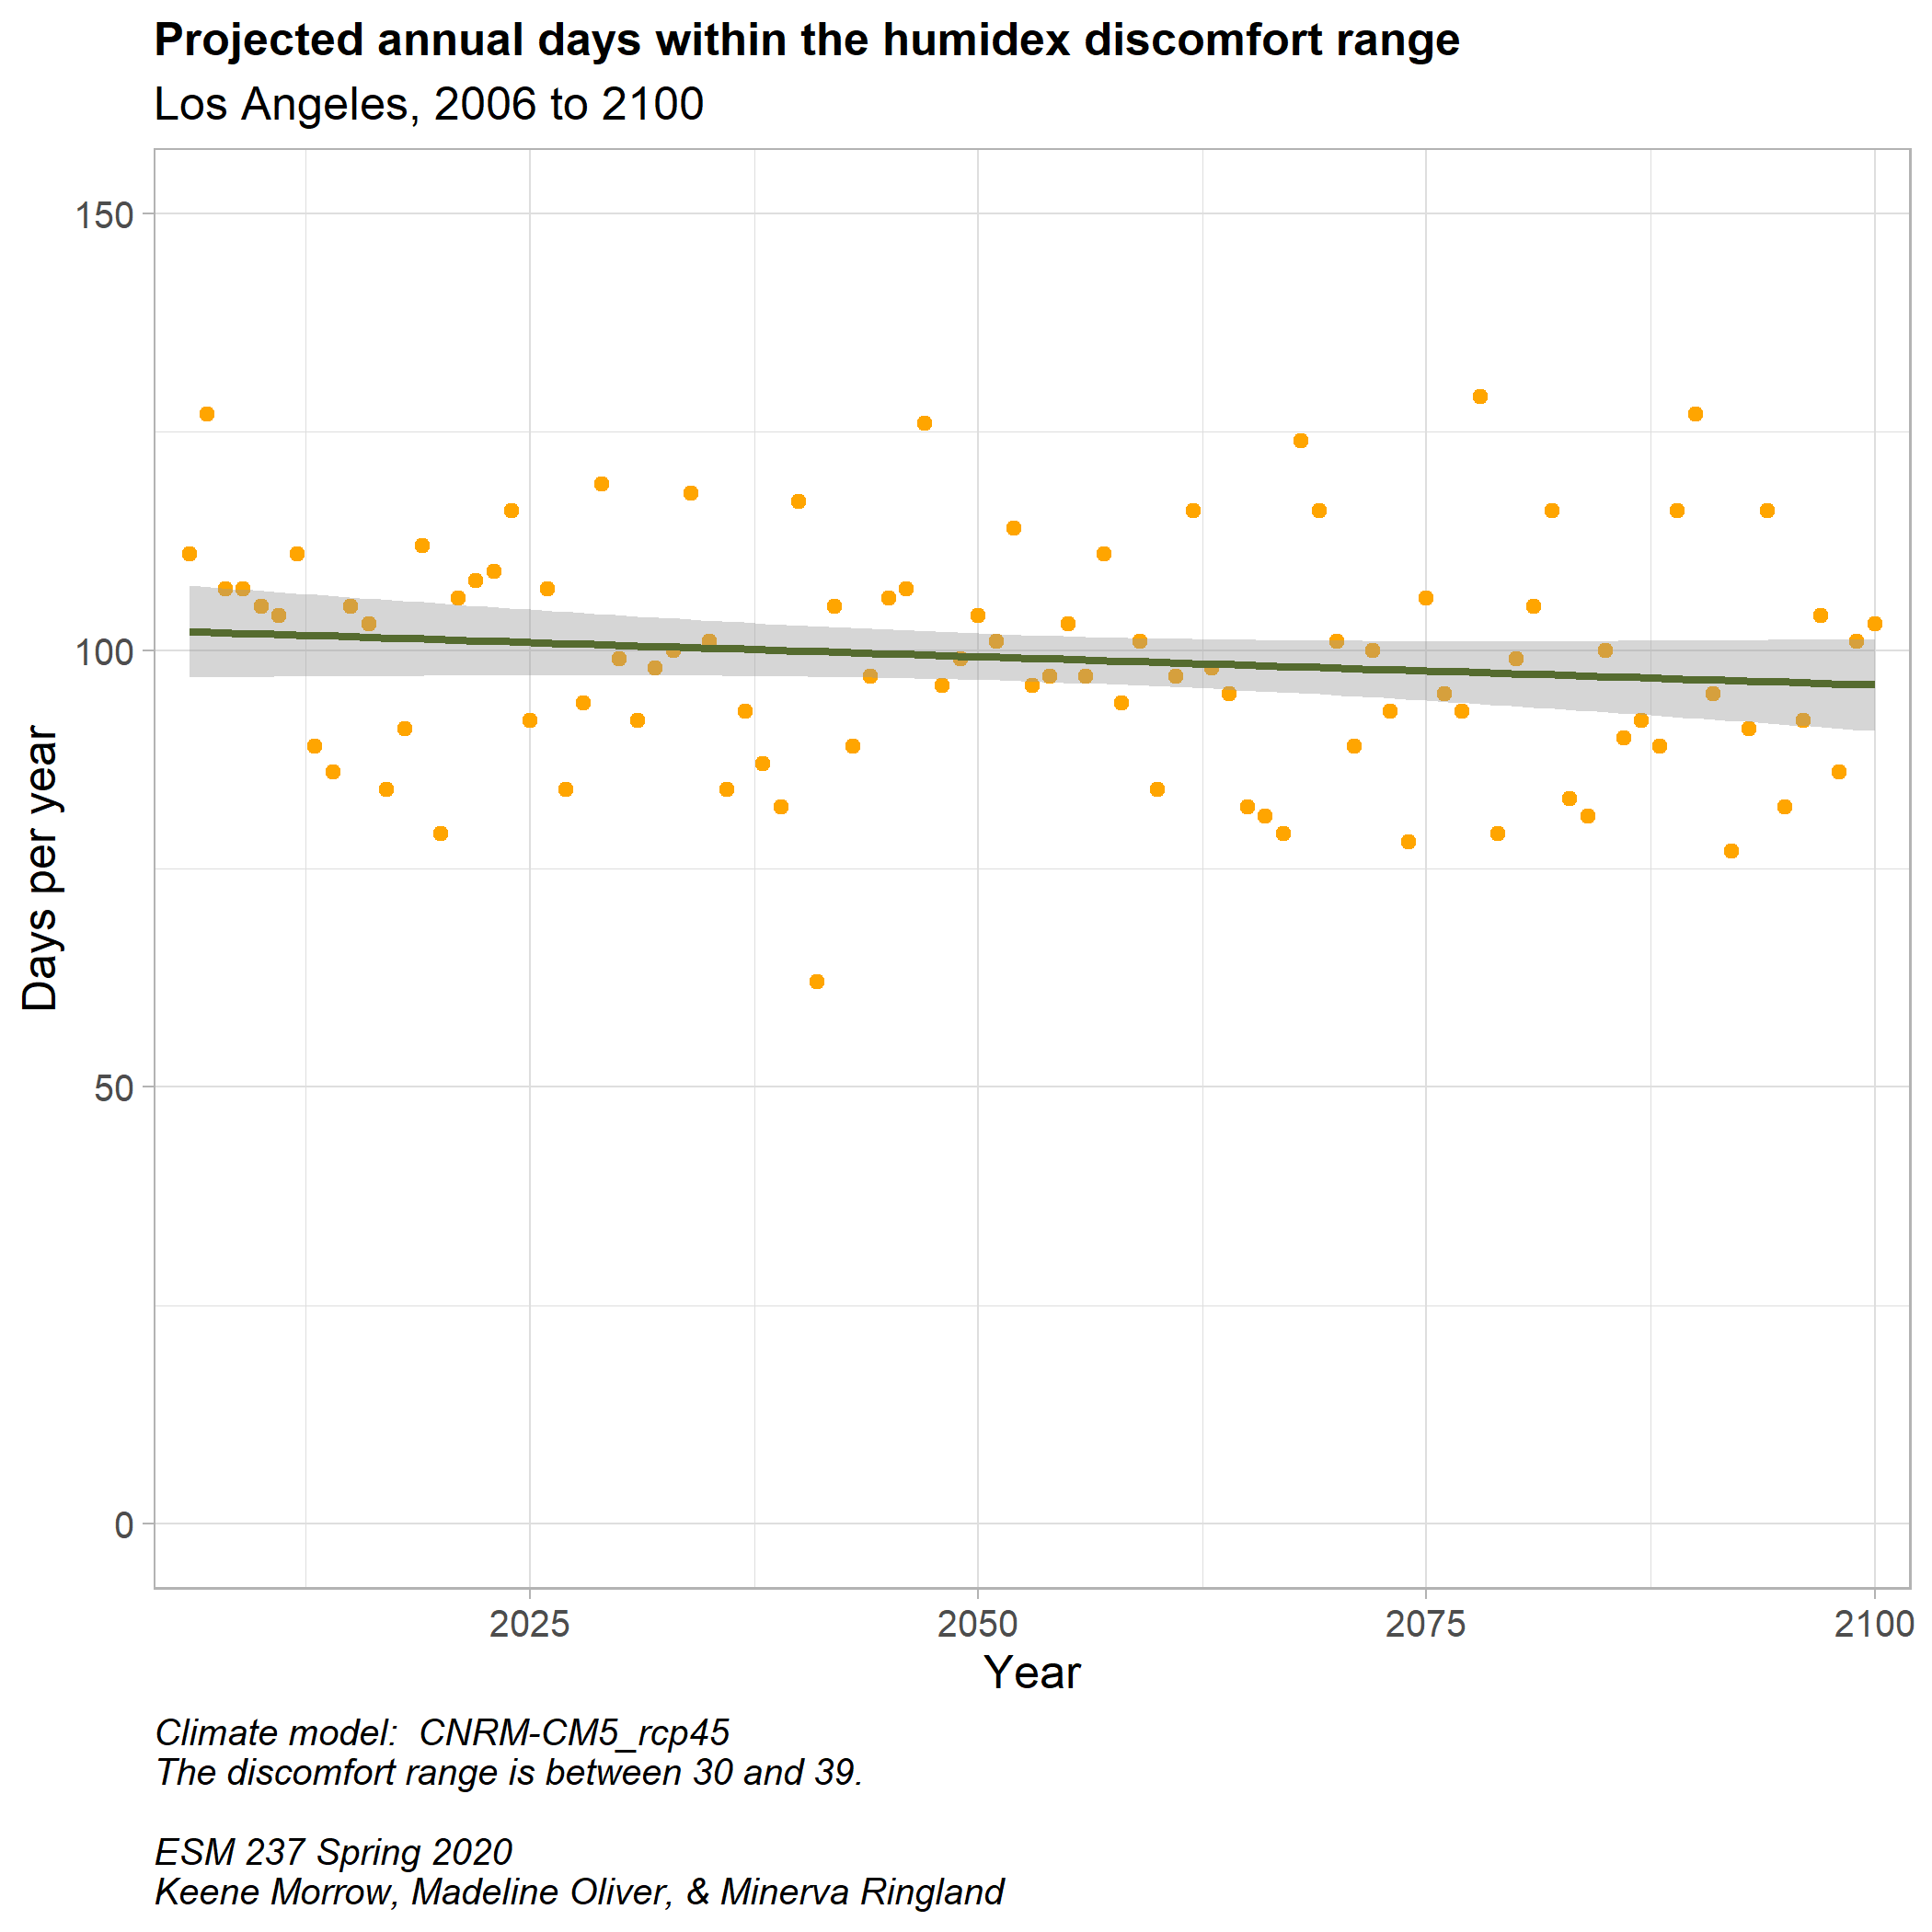 Projected annual days within the humidex discomfort range
Los Angeles, 2006 to 2100
150
100
50
0
Days per year
2025 2050 2075 2100
Year
Climate model:  CNRM-CM5_rcp45
The discomfort range is between 30 and 39.
ESM 237 Spring 2020
Keene Morrow, Madeline Oliver, & Minerva Ringland